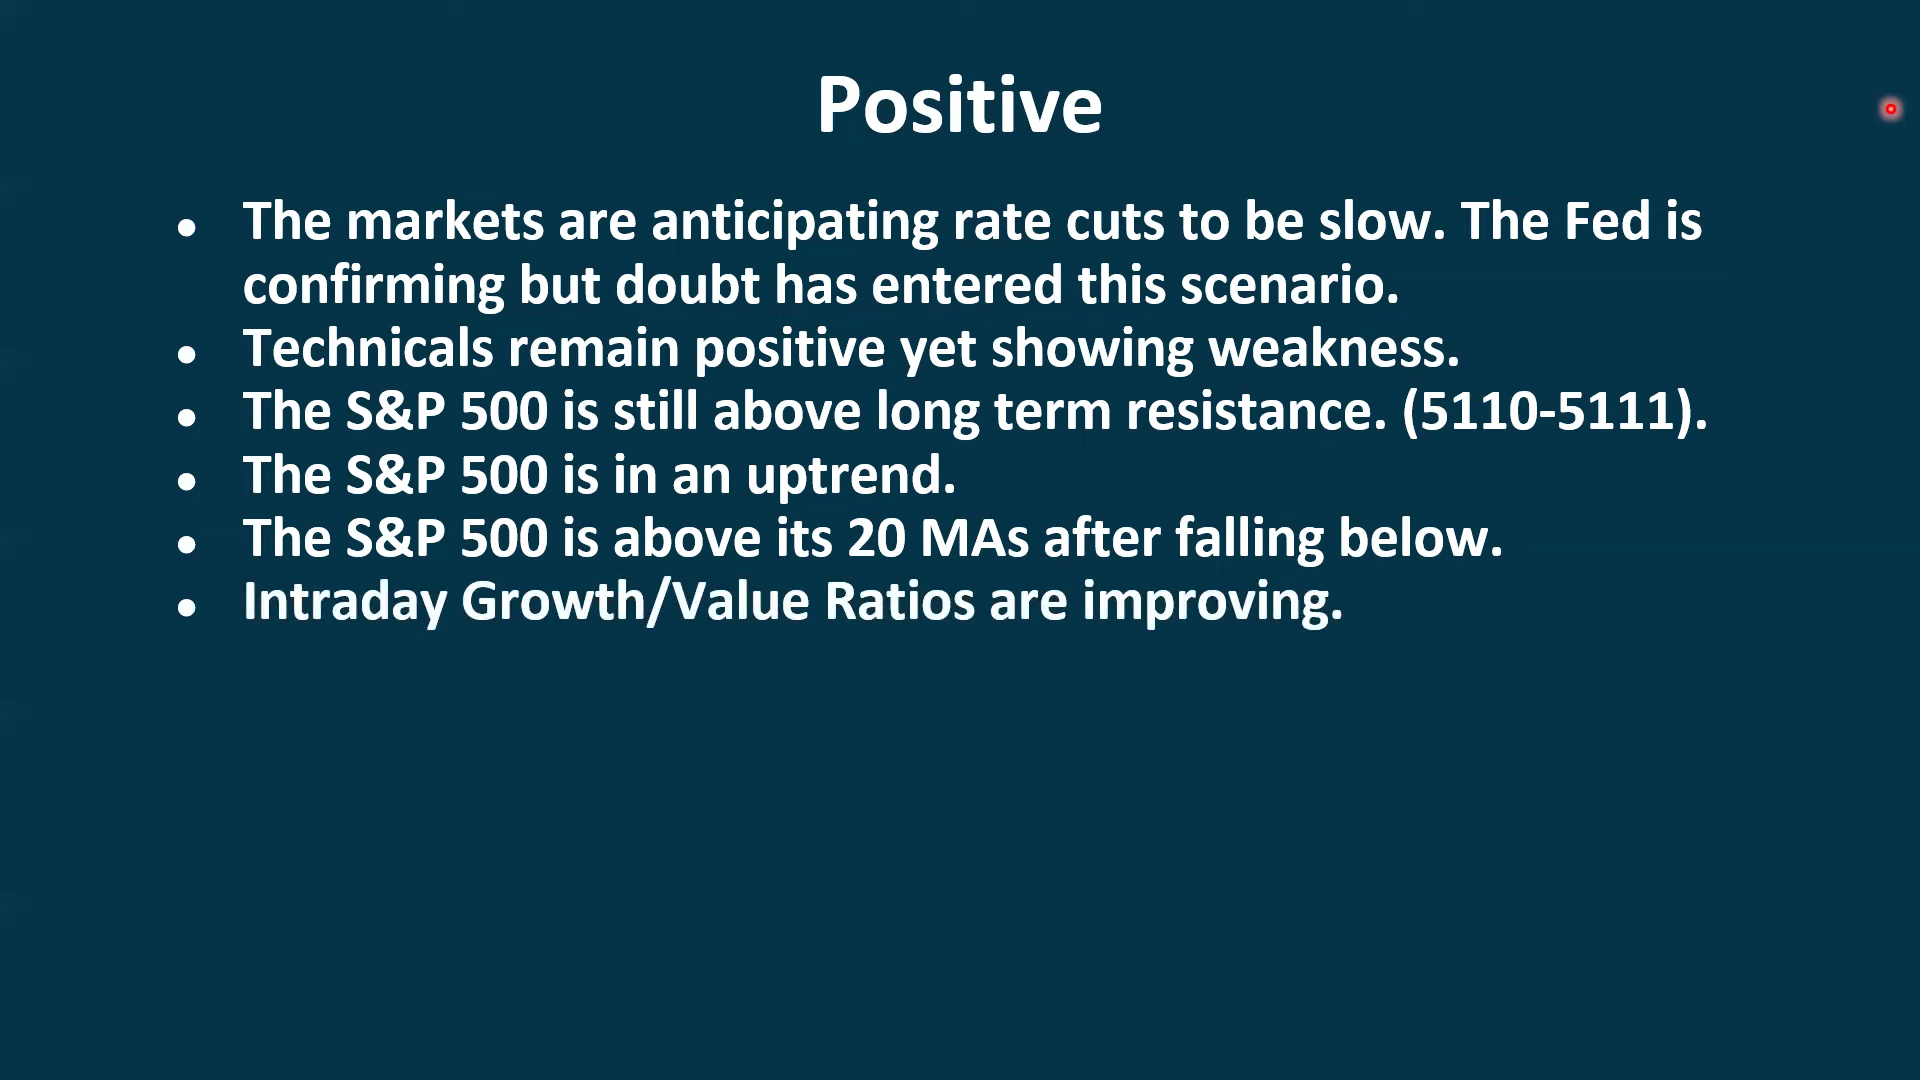 Positive
• The markets are anticipating rate cuts to be slow. The Fed is
confirming but doubt has entered this scenario.
• Technicals remain positive yet showing weakness.
• The S&P 500 is still above long term resistance. (5110-5111).
• The S&P 500 is in an uptrend.
• The S&P 500 is above its 20 MAs after falling below.
• Intraday Growth/Value Ratios are improving.